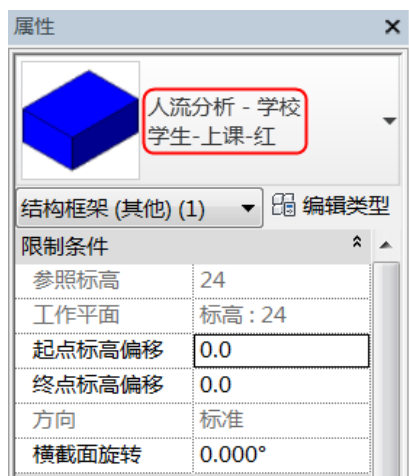 属性
人流分析 - 学校
学生-上课-红
结构框架 (其他) (1) 编辑类型
限制条件
参照标高 24
工作平面 标高 : 24
起点标高偏移 0.0
终点标高偏移 0.0
方向 标准
横截面旋转 0.000°